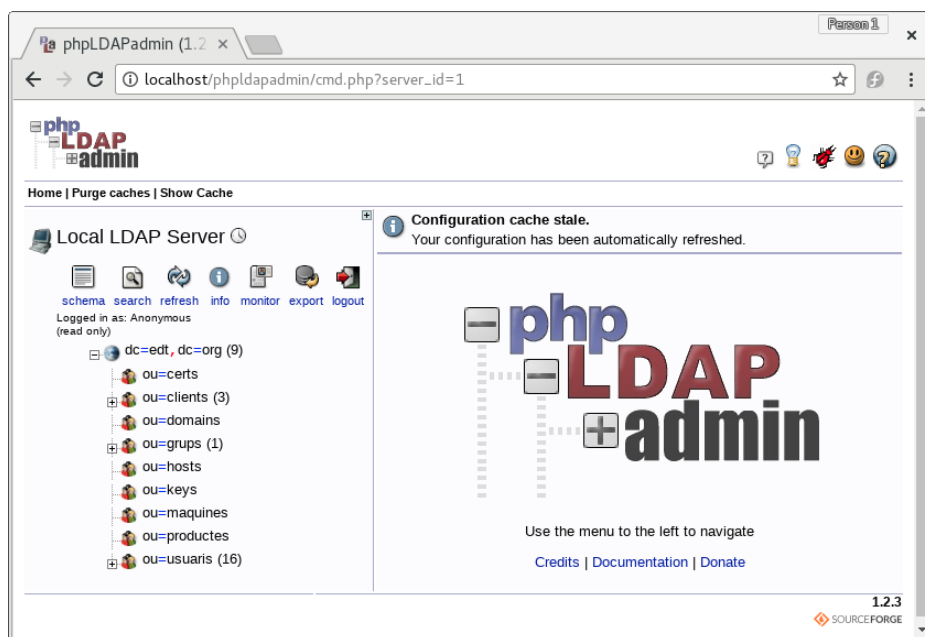 Person 1
phpLDAPadmin (1.2
localhost/phpldapadmin/cmd.php?server_id=1
php
LDAP
admin
Home | Purge caches | Show Cache
Local LDAP Server
schema search refresh info monitor export logout
Logged in as: Anonymous
(read only)
dc=edt, dc=org (9)
ou=certs
ou=clients (3)
ou=domains
ou=grups (1)
ou=hosts
ou=keys
ou=maquines
ou=productes
ou=usuaris (16)
Configuration cache stale.
Your configuration has been automatically refreshed.
php
LDAP
admin
Use the menu to the left to navigate
Credits | Documentation | Donate
1.2.3
SOURCEFORGE